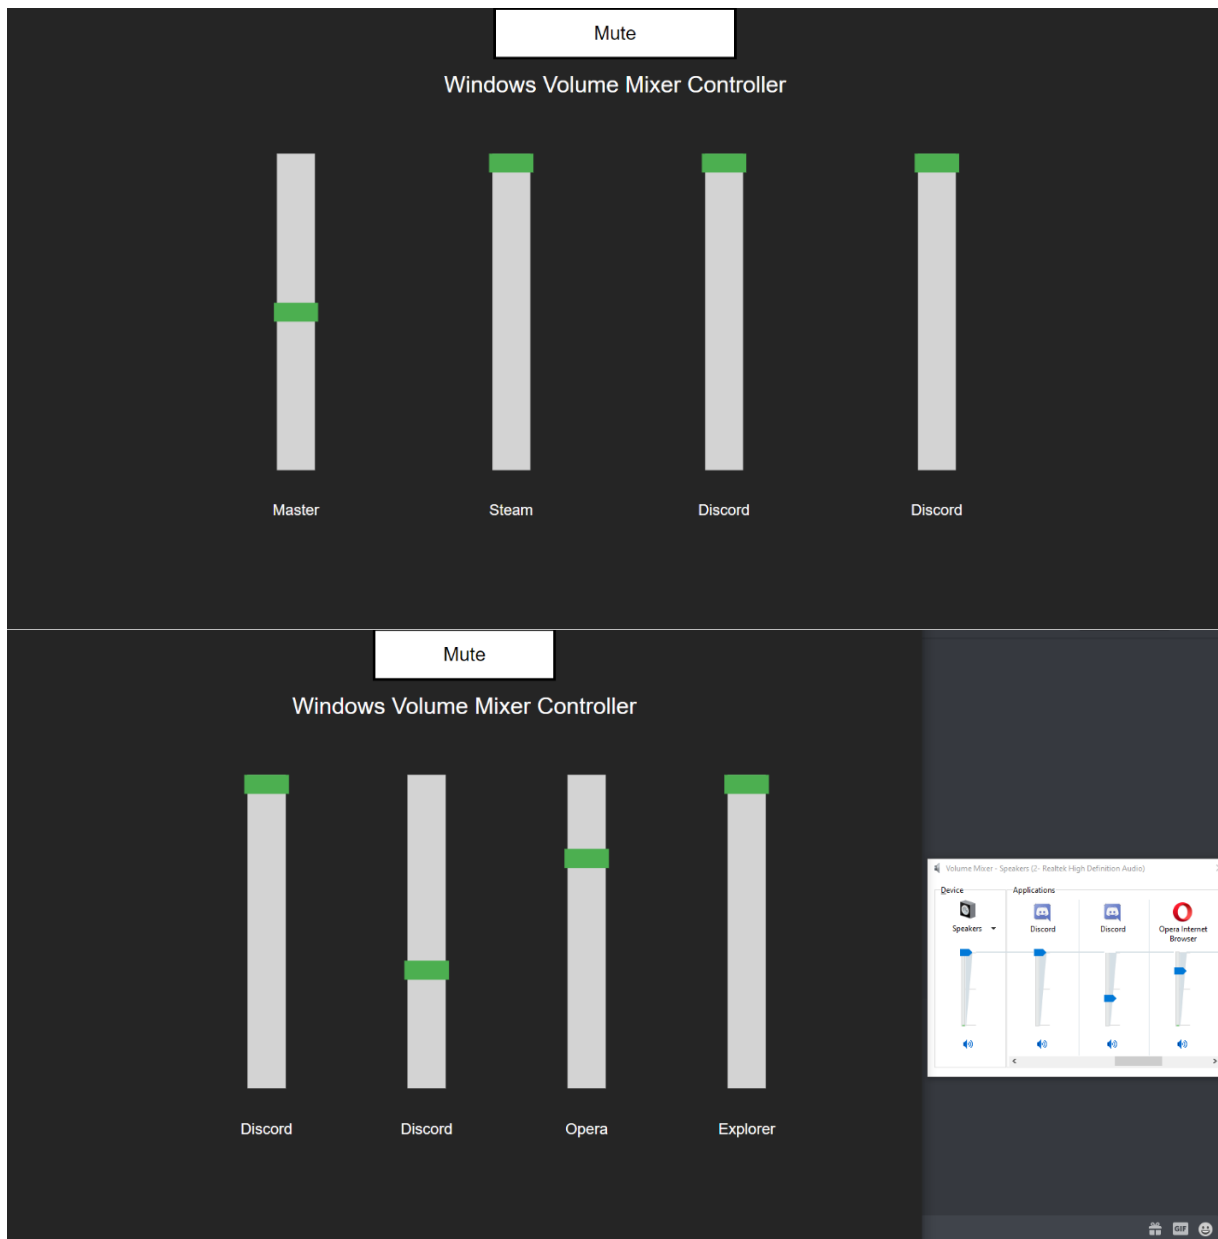 Mute
Windows Volume Mixer Controller
Master
Steam
Discord
Discord
Mute
Windows Volume Mixer Controller
Discord
Discord
Opera
Explorer
Volume Mixer - Speakers (2- Realtek High Definition Audio)
Device
Applications
Speakers
Discord
Discord
Opera Internet
Browser
GIF